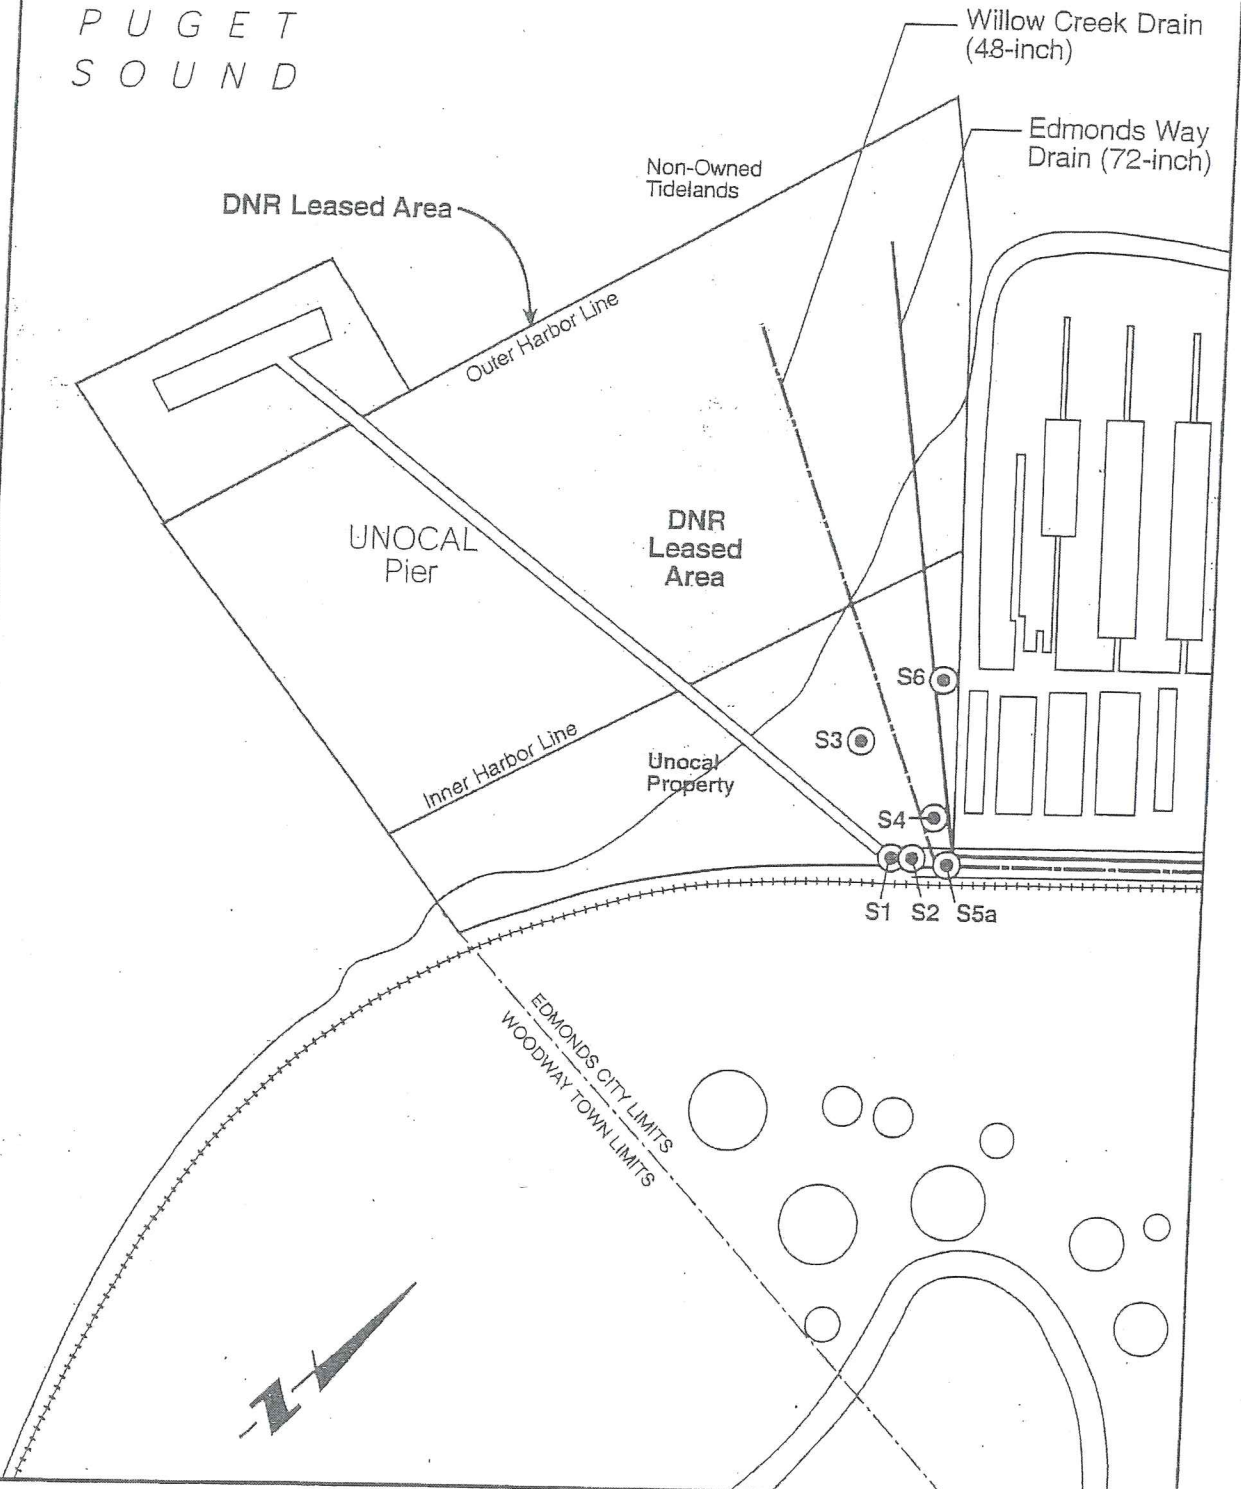 PUGET
SOUND
Willow Creek Drain
(48-inch)
Edmonds Way
Drain (72-inch)
Non-Owned
Tidelands
DNR Leased Area
Outer Harbor Line
UNOCAL
Pier
DNR
Leased
Area
S6
S3
Inner Harbor Line
Unocal
Property
S4
S1
S2
S5a
EDMONDS CITY LIMITS
WOODWAY TOWN LIMITS
N